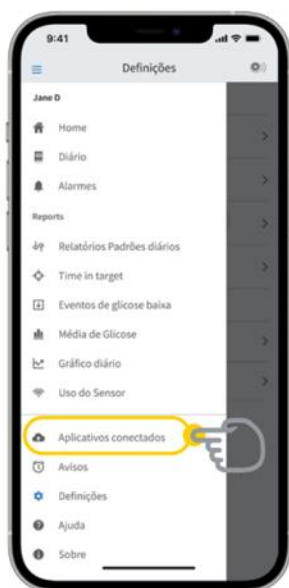 9:41
Definições
Jane D
Home
Diário
Alarmes
Reports
Relatórios Padrões diários
Time in target
Eventos de glicose baixa
Média de Glicose
Gráfico diário
Uso do Sensor
Aplicativos conectados
Avisos
Definições
Ajuda
Sobre